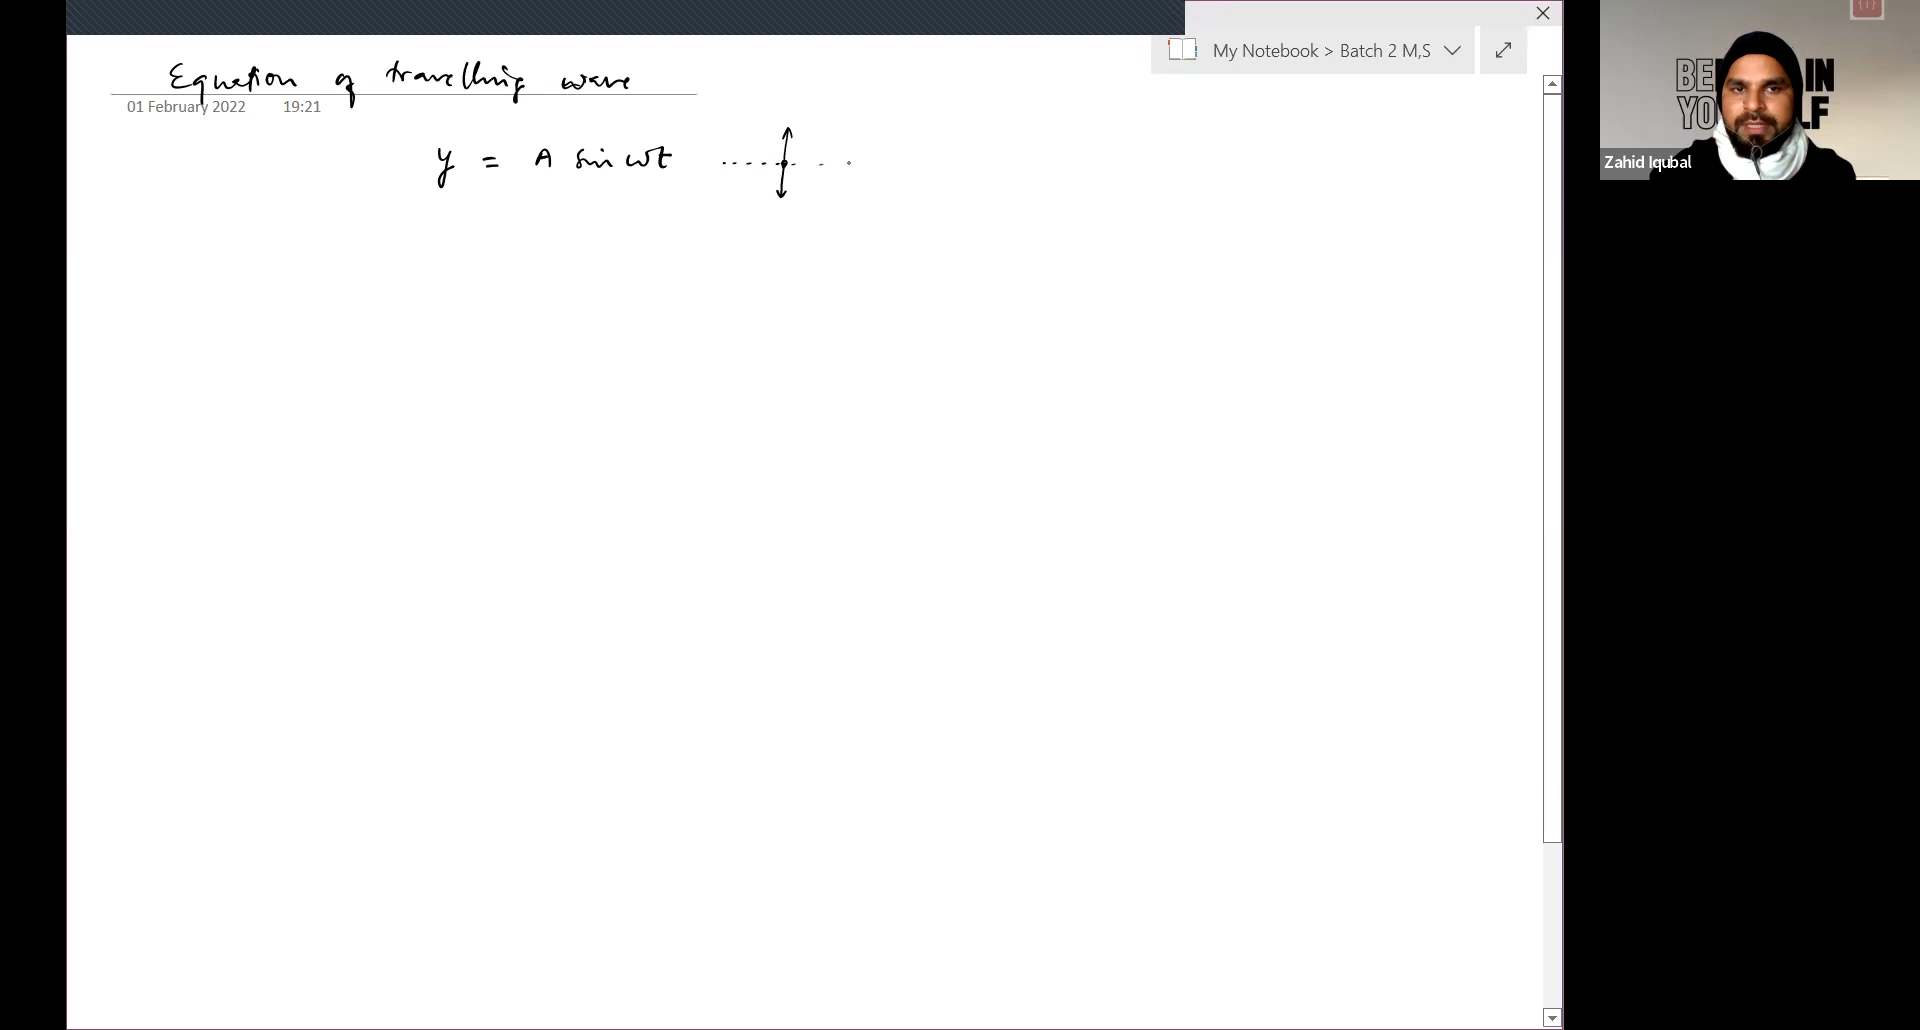 My Notebook > Batch 2 M,S
Equation of travelling wave
01 February 2022 19:21
y = A sin ωt
BE IN
YO LF
Zahid Iqubal